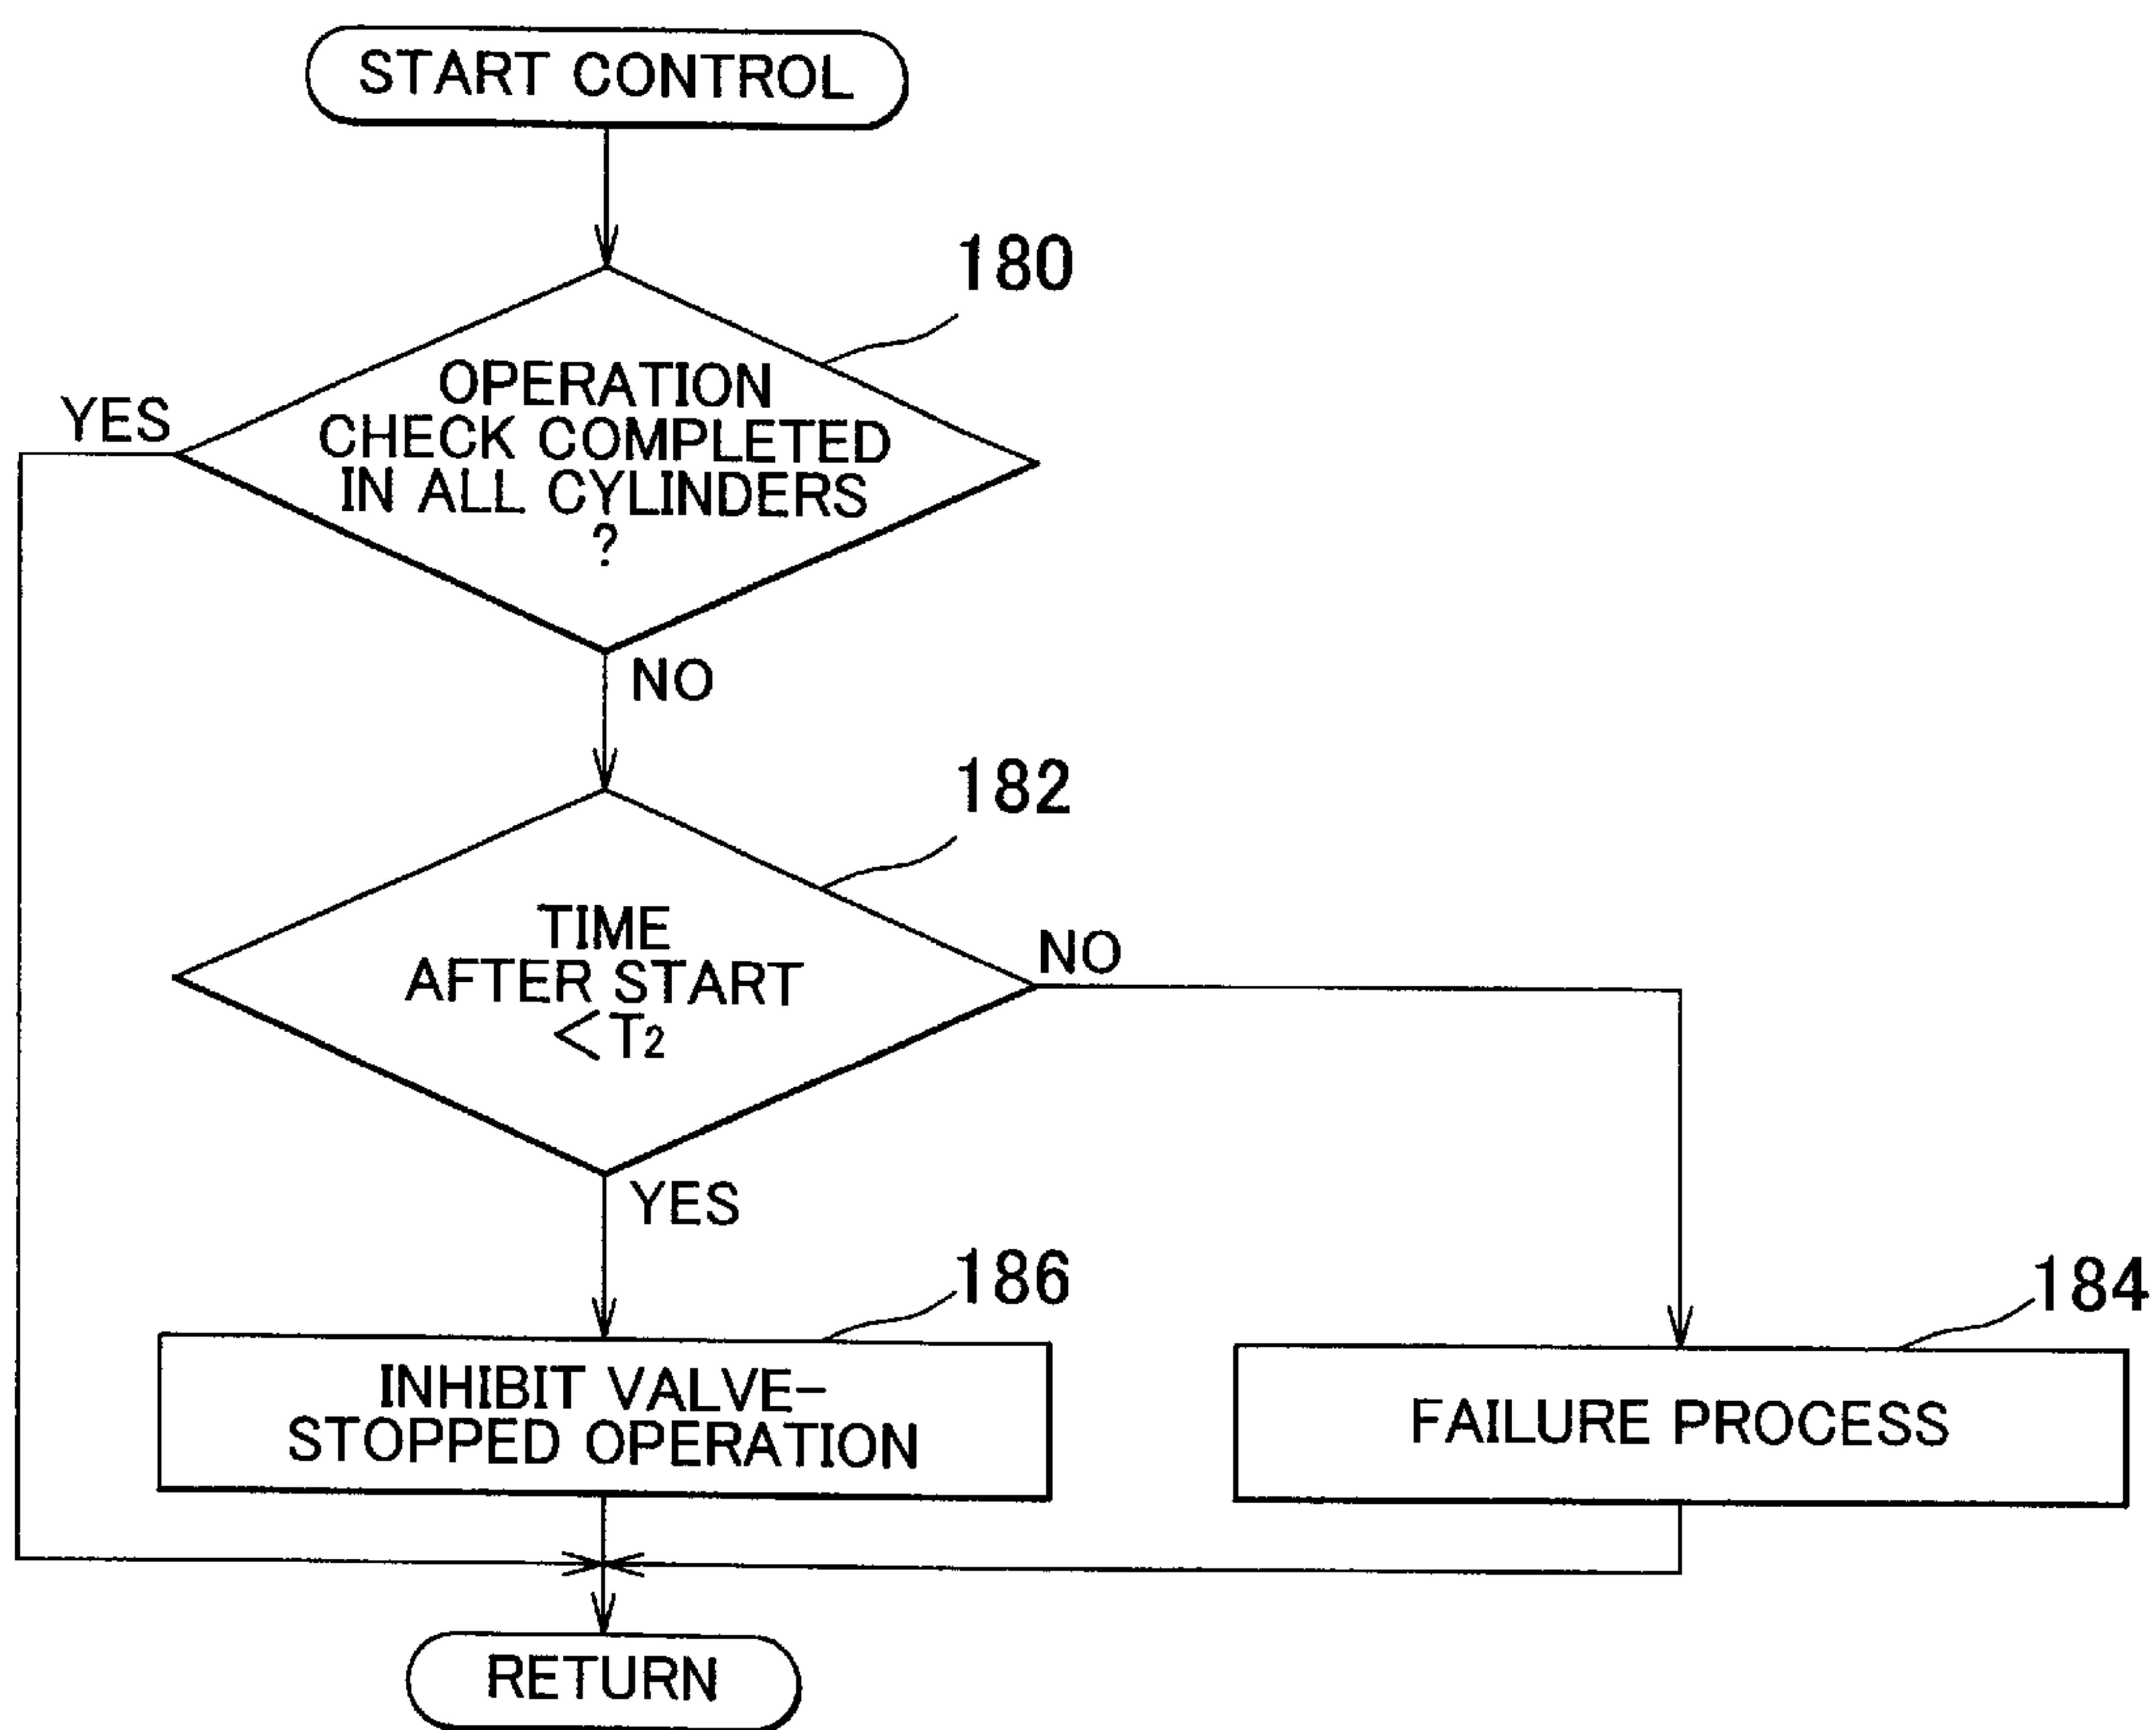 START CONTROL
180
OPERATION
CHECK COMPLETED
IN ALL CYLINDERS
?
YES
NO
182
TIME
AFTER START
<T2
NO
YES
186
INHIBIT VALVE-
STOPPED OPERATION
184
FAILURE PROCESS
RETURN